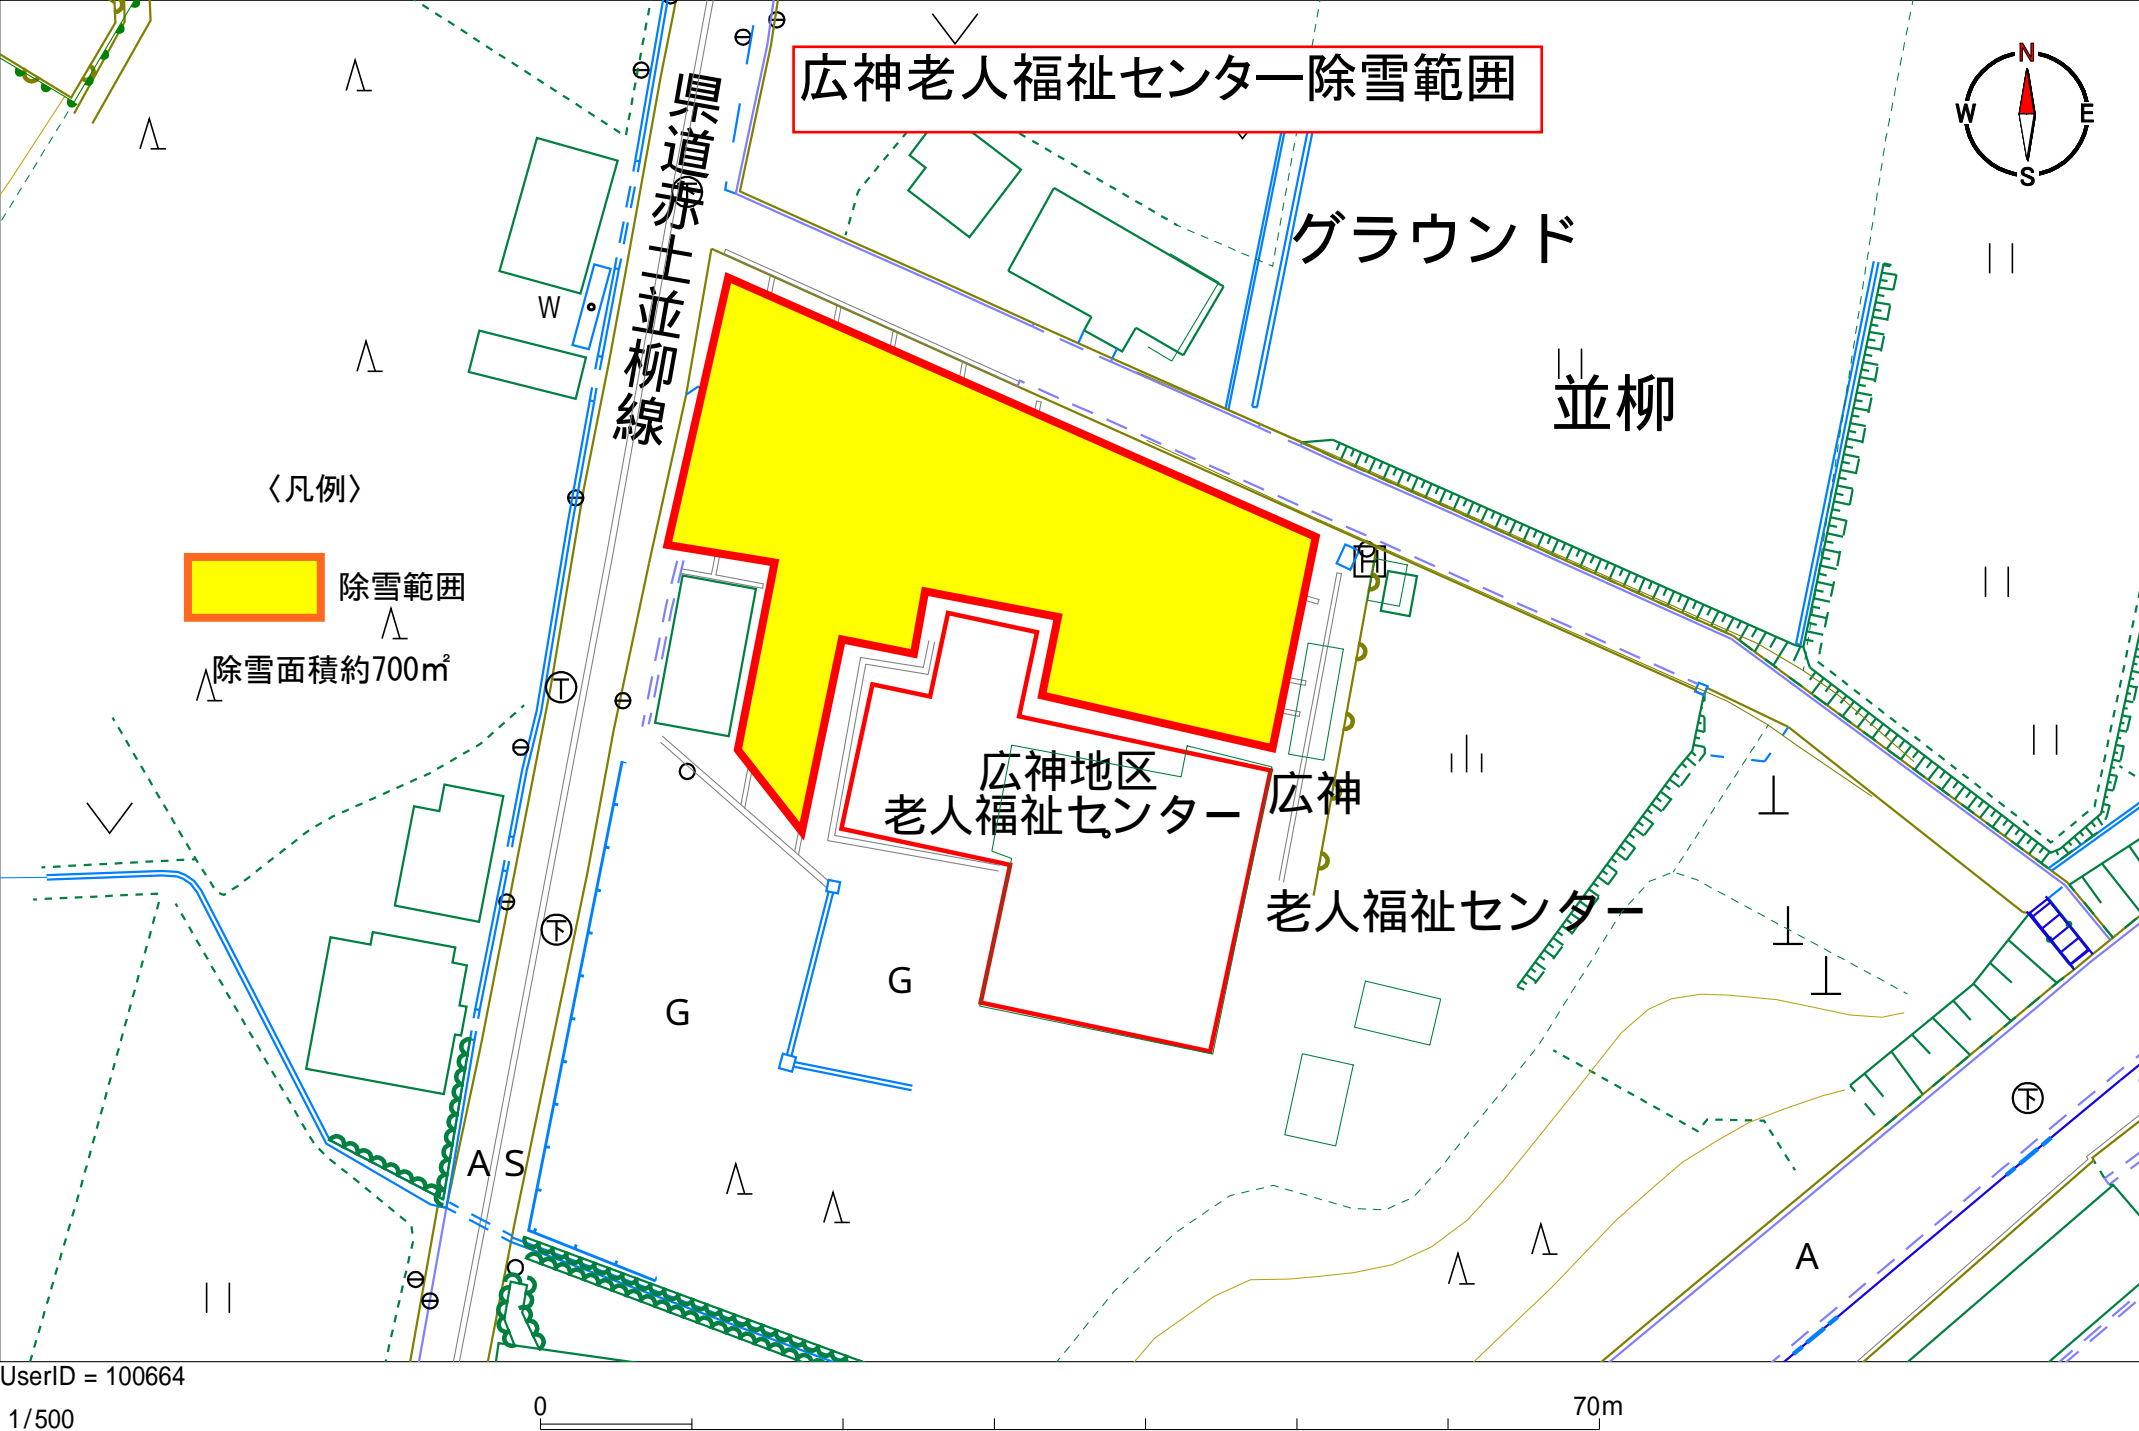 広神老人福祉センター除雪範囲
N
W
E
S
県道赤土並柳線
下
グラウンド
W
並柳
〈凡例〉
除雪範囲
除雪面積約700㎡
H
T
広神地区
老人福祉センター
広神
老人福祉センター
下
G
G
下
A S
A
UserID = 100664
1/500
0
70m